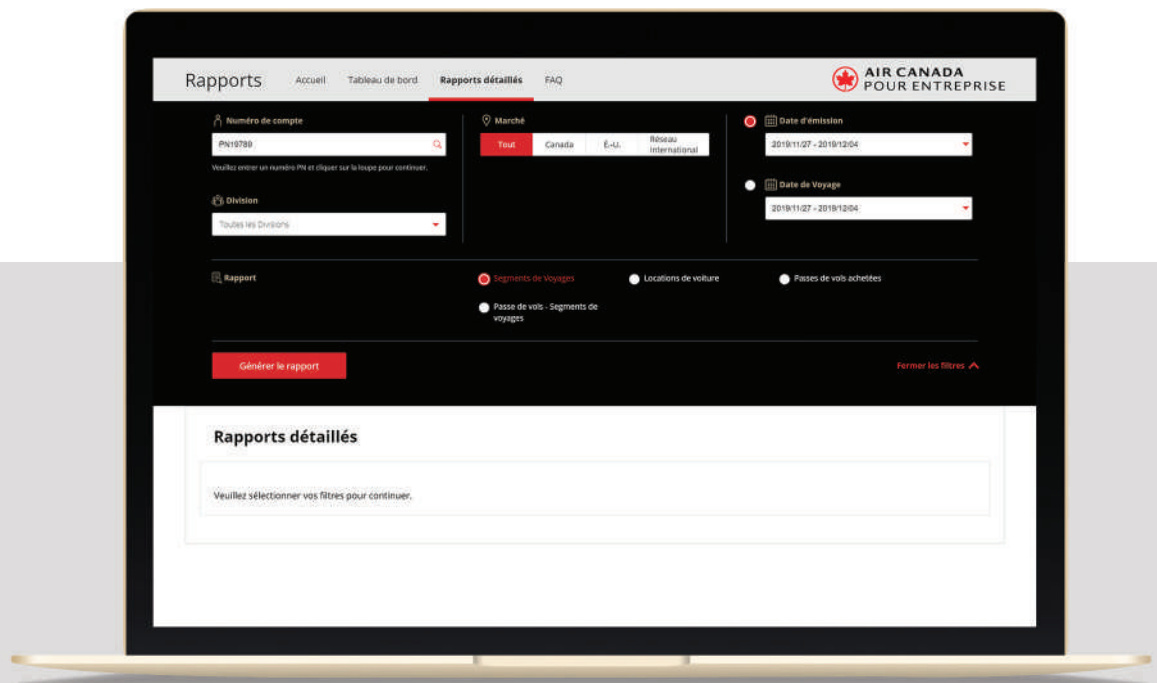 Rapports
Accueil
Tableau de bord
Rapports détaillés
FAQ
AIR CANADA
POUR ENTREPRISE
Numéro de compte
PN19789
Veuillez entrer un numéro PN et cliquer sur la loupe pour continuer.
Division
Toutes les Divisions
Marché
Tout
Canada
É.-U.
Réseau
International
Date d'émission
2019/11/27 - 2019/12/04
Date de Voyage
2019/11/27 - 2019/12/04
Rapport
Segments de Voyages
Locations de voiture
Passes de vols achetées
Passe de vols - Segments de
voyages
Générer le rapport
Fermer les filtres
Rapports détaillés
Veuillez sélectionner vos filtres pour continuer.